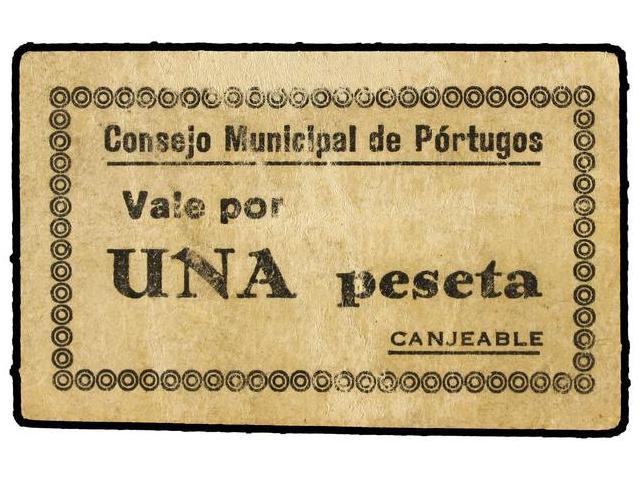 Consejo Municipal de Pórtugos
Vale por
UNA peseta
CANJEABLE